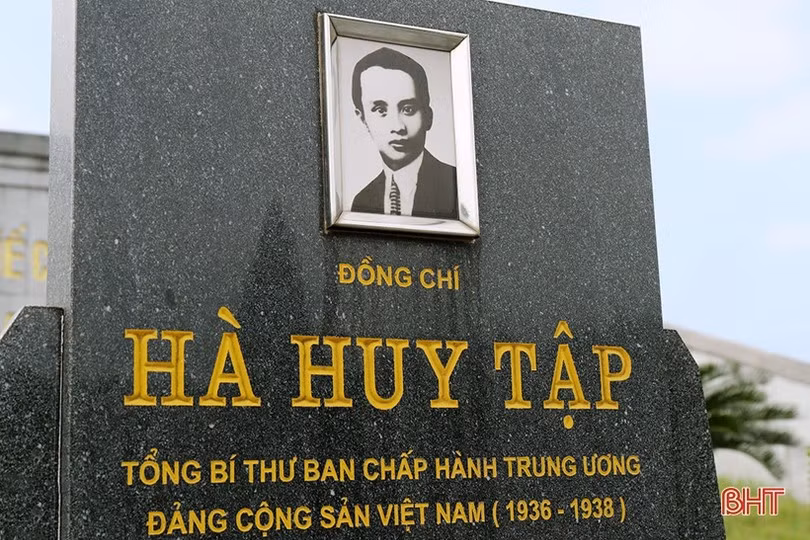 ĐỒNG CHÍ
HÀ HUY TẬP
TỔNG BÍ THƯ BAN CHẤP HÀNH TRUNG ƯƠNG
ĐẢNG CỘNG SẢN VIỆT NAM ( 1936 - 1938 )
BHT